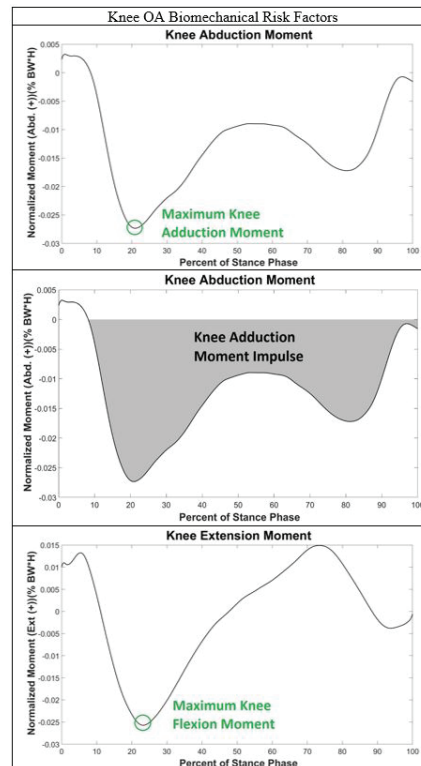 Knee OA Biomechanical Risk Factors
Knee Abduction Moment
Normalized Moment (Abd. (+))(% BW*H)
0.005
0
-0.005
-0.01
-0.015
-0.02
-0.025
-0.03
Maximum Knee
Adduction Moment
0 10 20 30 40 50 60 70 80 90 100
Percent of Stance Phase
Knee Abduction Moment
Normalized Moment (Abd. (+))(% BW*H)
0.005
0
-0.005
-0.01
-0.015
-0.02
-0.025
-0.03
Knee Adduction
Moment Impulse
0 10 20 30 40 50 60 70 80 90 100
Percent of Stance Phase
Knee Extension Moment
Normalized Moment (Ext (+))(% BW*H)
0.015
0.01
0.005
0
-0.005
-0.01
-0.015
-0.02
-0.025
-0.03
Maximum Knee
Flexion Moment
0 10 20 30 40 50 60 70 80 90 100
Percent of Stance Phase